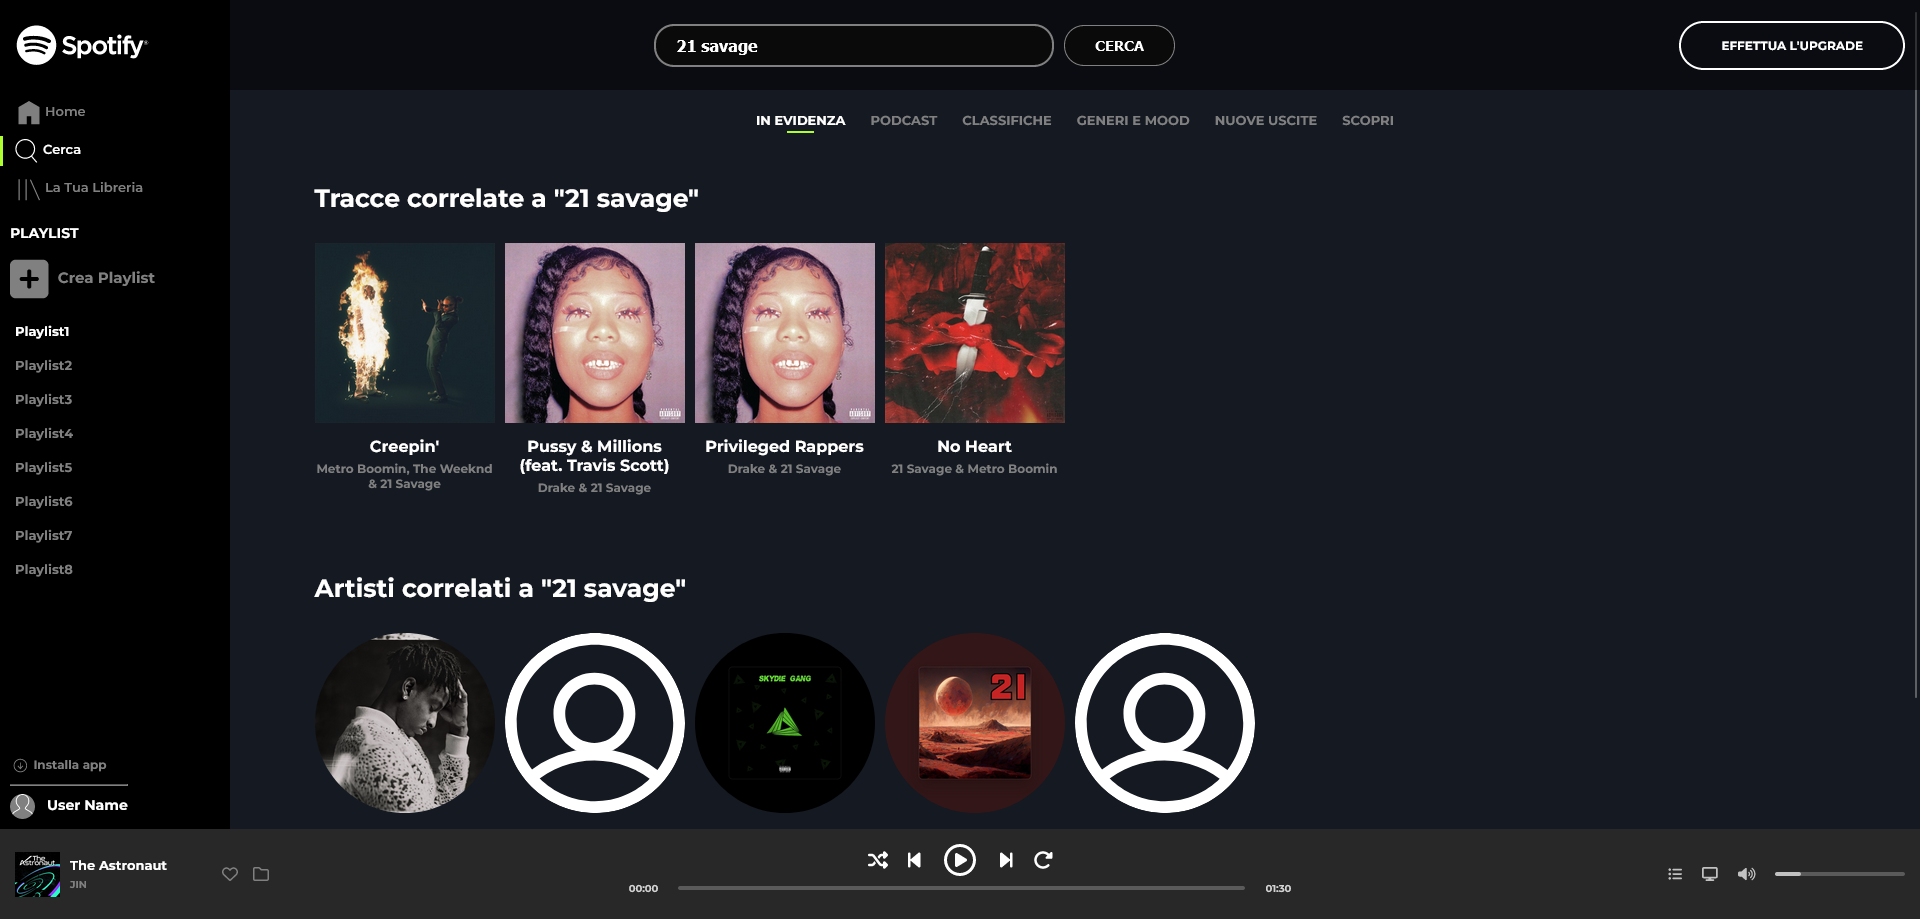 Spotify
21 savage
CERCA
EFFETTUA L'UPGRADE
Home
Cerca
La Tua Libreria
PLAYLIST
Crea Playlist
Playlist1
Playlist2
Playlist3
Playlist4
Playlist5
Playlist6
Playlist7
Playlist8
Installa app
User Name
IN EVIDENZA PODCAST CLASSIFICHE GENERI E MOOD NUOVE USCITE SCOPRI
Tracce correlate a "21 savage"
Creepin'
Metro Boomin, The Weeknd
& 21 Savage
Pussy & Millions
(feat. Travis Scott)
Drake & 21 Savage
Privileged Rappers
Drake & 21 Savage
No Heart
21 Savage & Metro Boomin
Artisti correlati a "21 savage"
SKYDIE GANG
21
The
Astronaut
The Astronaut
JIN
00:00
01:30